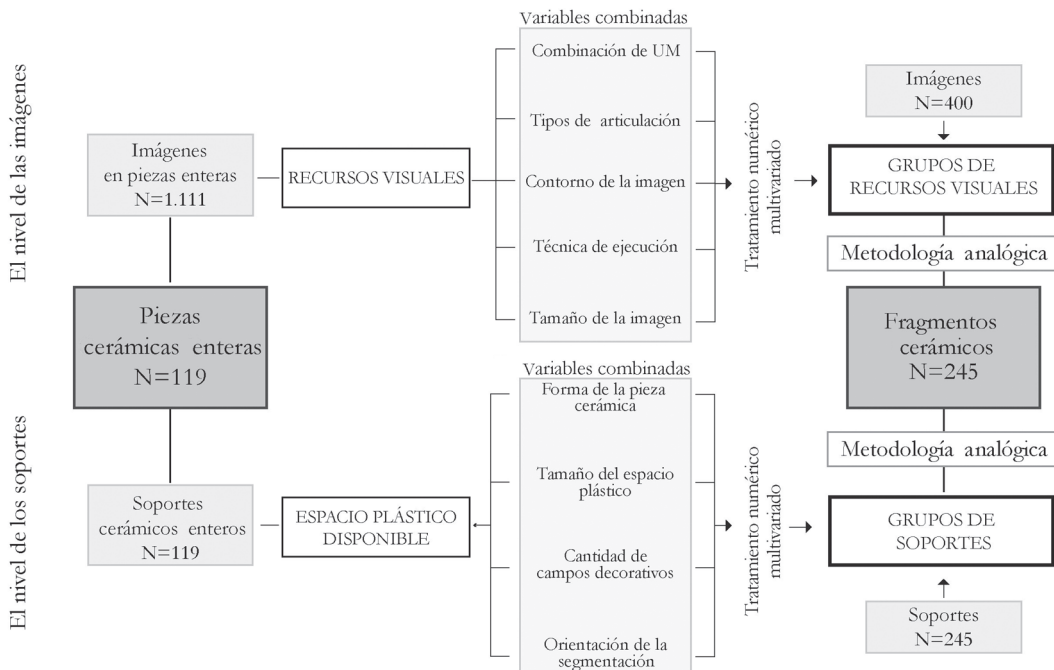 El nivel de las imágenes
Imágenes
en piezas enteras
N=1.111
RECURSOS VISUALES
Variables combinadas
Combinación de UM
Tipos de articulación
Contorno de la imagen
Técnica de ejecución
Tamaño de la imagen
Tratamiento numérico
multivariado
Imágenes
N=400
GRUPOS DE
RECURSOS VISUALES
Metodología analógica
Piezas
cerámicas enteras
N=119
Fragmentos
cerámicos
N=245
El nivel de los soportes
Soportes
cerámicos enteros
N=119
ESPACIO PLÁSTICO
DISPONIBLE
Variables combinadas
Forma de la pieza
cerámica
Tamaño del espacio
plástico
Cantidad de
campos decorativos
Orientación de la
segmentación
Tratamiento numérico
multivariado
Metodología analógica
GRUPOS DE
SOPORTES
Soportes
N=245